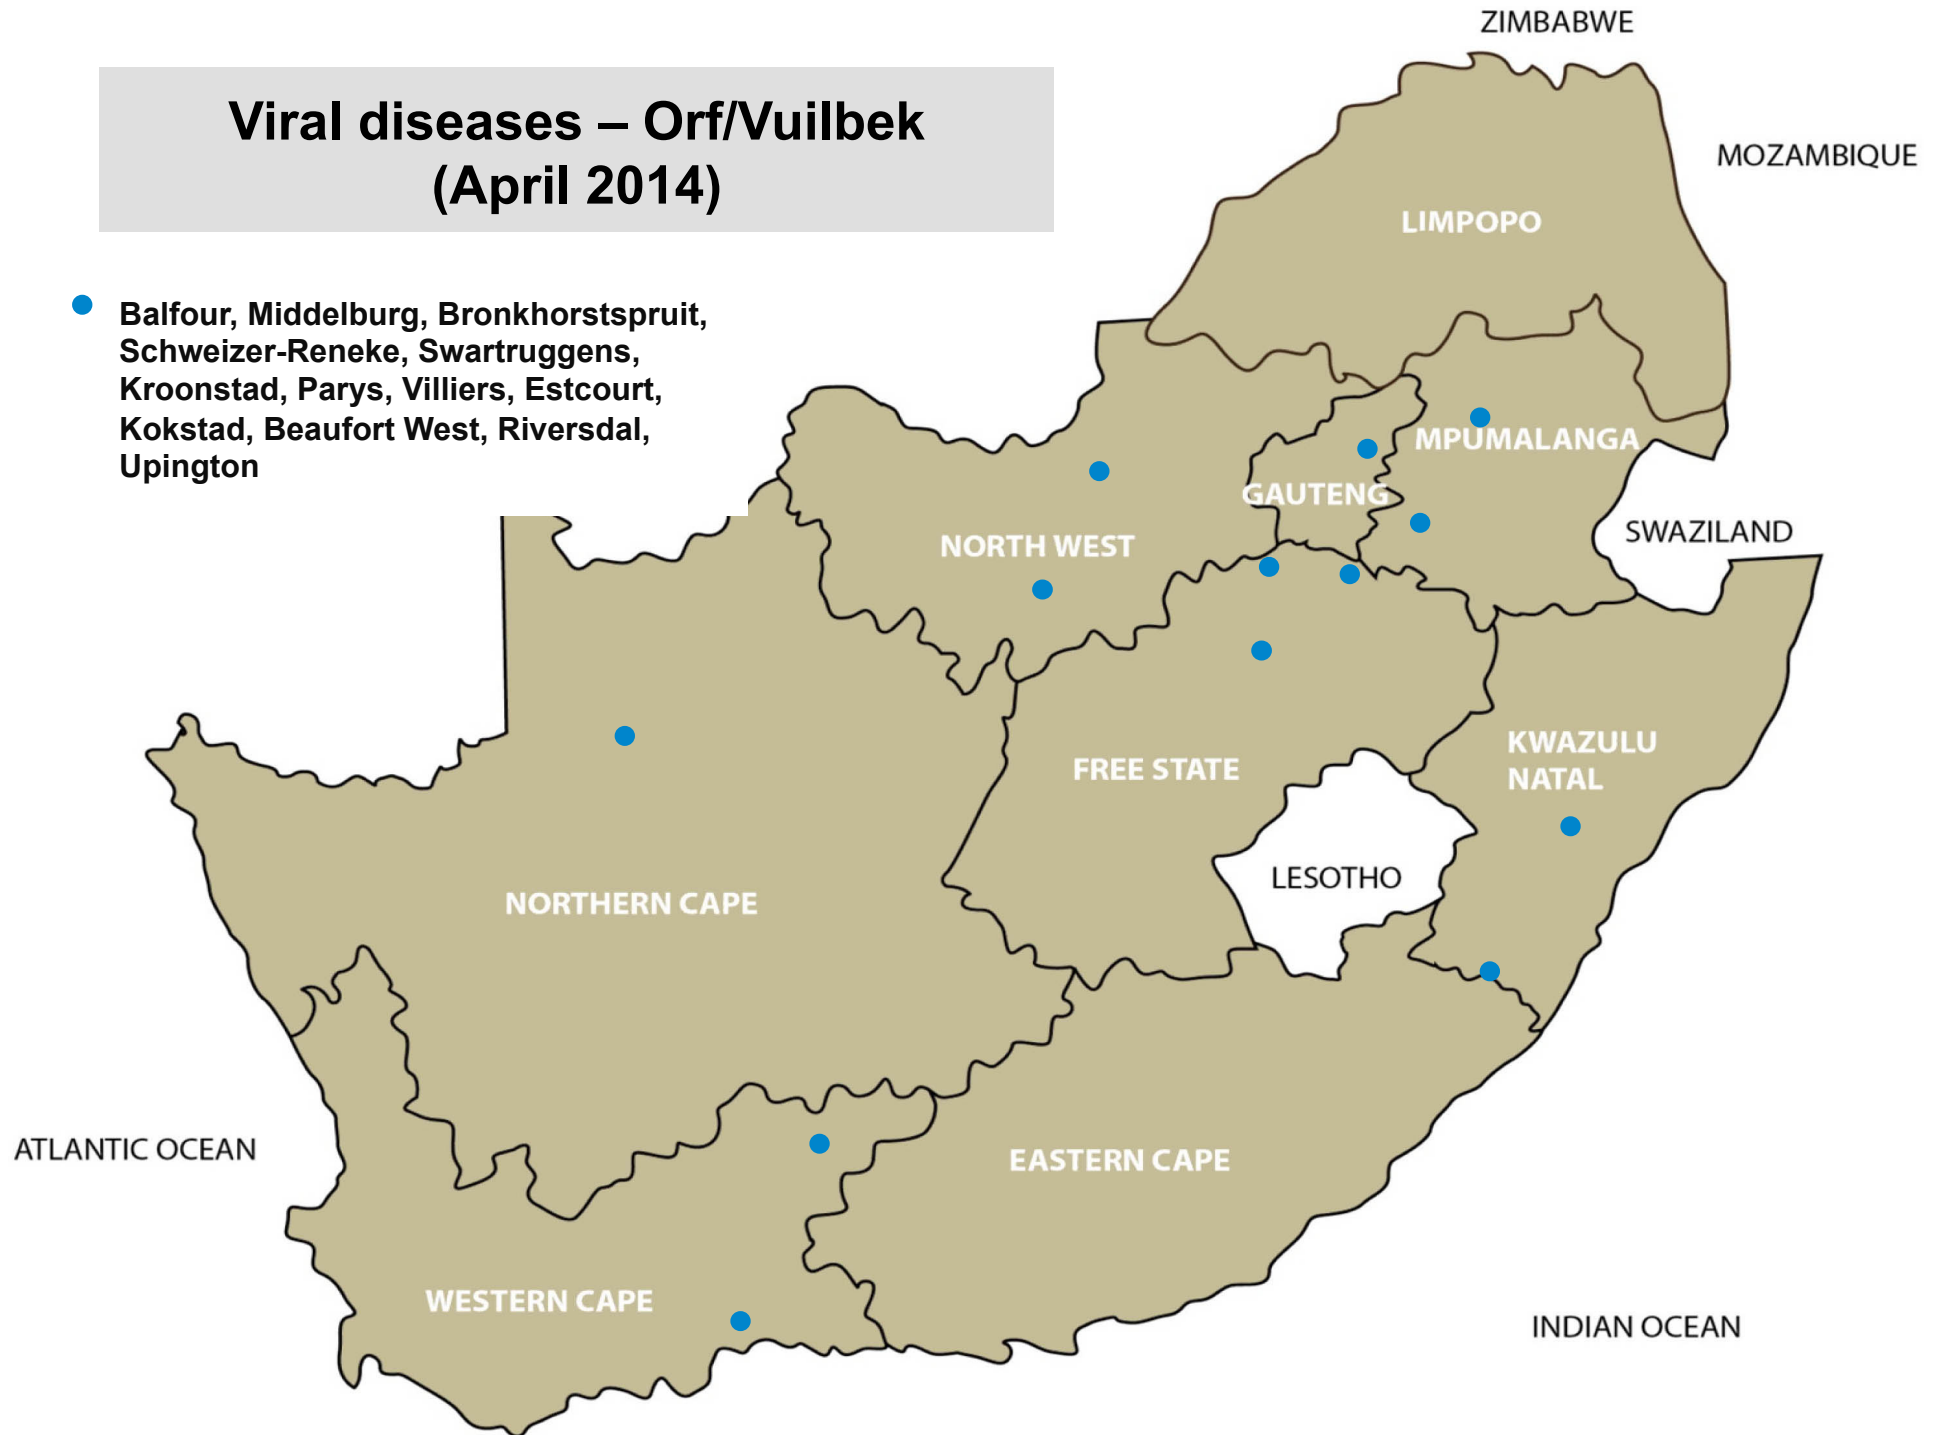 ZIMBABWE
Viral diseases – Orf/Vuilbek
(April 2014)
MOZAMBIQUE
LIMPOPO
Balfour, Middelburg, Bronkhorstspruit,
Schweizer-Reneke, Swartruggens,
Kroonstad, Parys, Villiers, Estcourt,
Kokstad, Beaufort West, Riversdal,
Upington
MPUMALANGA
GAUTENG
SWAZILAND
NORTH WEST
KWAZULU
NATAL
FREE STATE
LESOTHO
NORTHERN CAPE
ATLANTIC OCEAN
EASTERN CAPE
WESTERN CAPE
INDIAN OCEAN